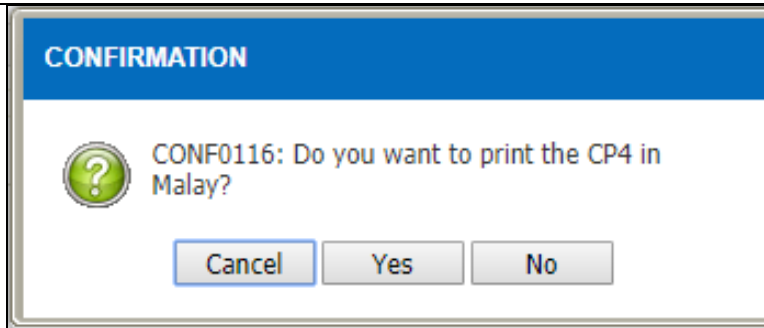 CONFIRMATION
CONF0116: Do you want to print the CP4 in
Malay?
Cancel Yes No